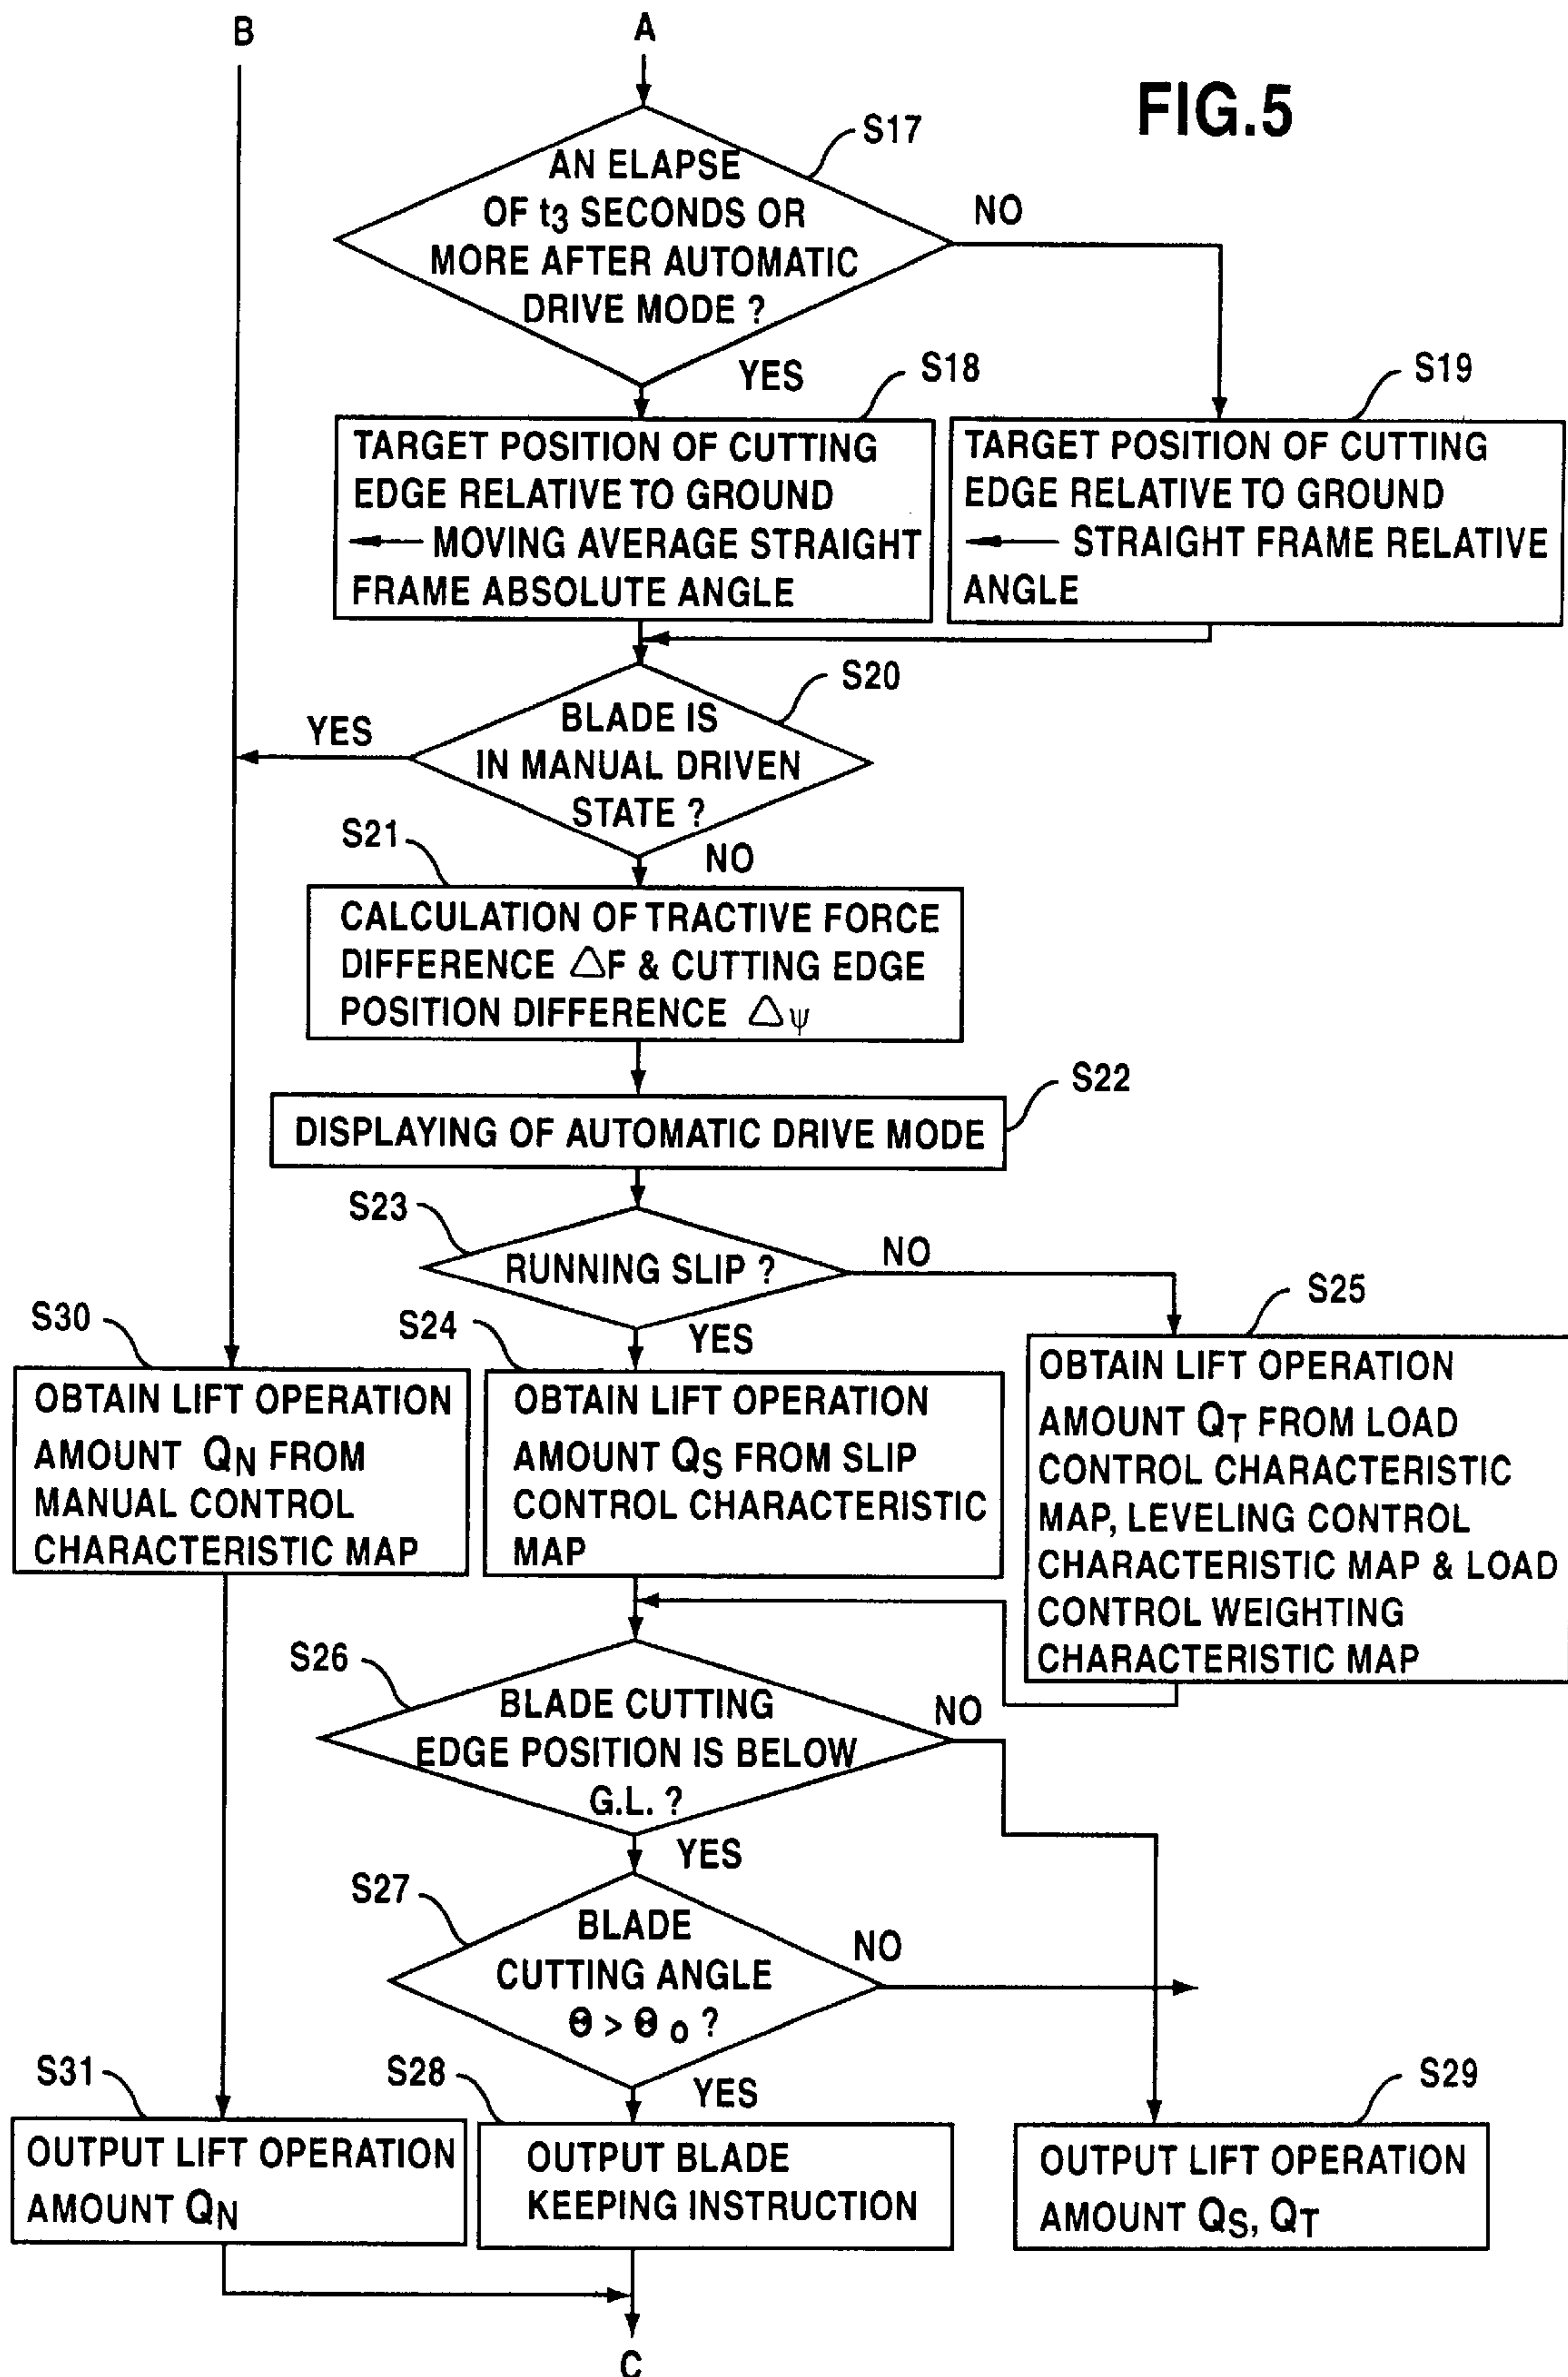 B
A
FIG.5
S17
AN ELAPSE
OF t3 SECONDS OR
MORE AFTER AUTOMATIC
DRIVE MODE ?
NO
YES
S18
TARGET POSITION OF CUTTING
EDGE RELATIVE TO GROUND
← MOVING AVERAGE STRAIGHT
FRAME ABSOLUTE ANGLE
S19
TARGET POSITION OF CUTTING
EDGE RELATIVE TO GROUND
← STRAIGHT FRAME RELATIVE
ANGLE
S20
BLADE IS
IN MANUAL DRIVEN
STATE ?
YES
NO
S21
CALCULATION OF TRACTIVE FORCE
DIFFERENCE △F & CUTTING EDGE
POSITION DIFFERENCE △ψ
S22
DISPLAYING OF AUTOMATIC DRIVE MODE
S23
RUNNING SLIP ?
NO
YES
S30
OBTAIN LIFT OPERATION
AMOUNT QN FROM
MANUAL CONTROL
CHARACTERISTIC MAP
S24
OBTAIN LIFT OPERATION
AMOUNT QS FROM SLIP
CONTROL CHARACTERISTIC
MAP
S25
OBTAIN LIFT OPERATION
AMOUNT QT FROM LOAD
CONTROL CHARACTERISTIC
MAP, LEVELING CONTROL
CHARACTERISTIC MAP & LOAD
CONTROL WEIGHTING
CHARACTERISTIC MAP
S26
BLADE CUTTING
EDGE POSITION IS BELOW
G.L. ?
NO
YES
S27
BLADE
CUTTING ANGLE
Θ > Θ o ?
NO
YES
S31
OUTPUT LIFT OPERATION
AMOUNT QN
S28
OUTPUT BLADE
KEEPING INSTRUCTION
S29
OUTPUT LIFT OPERATION
AMOUNT QS, QT
C